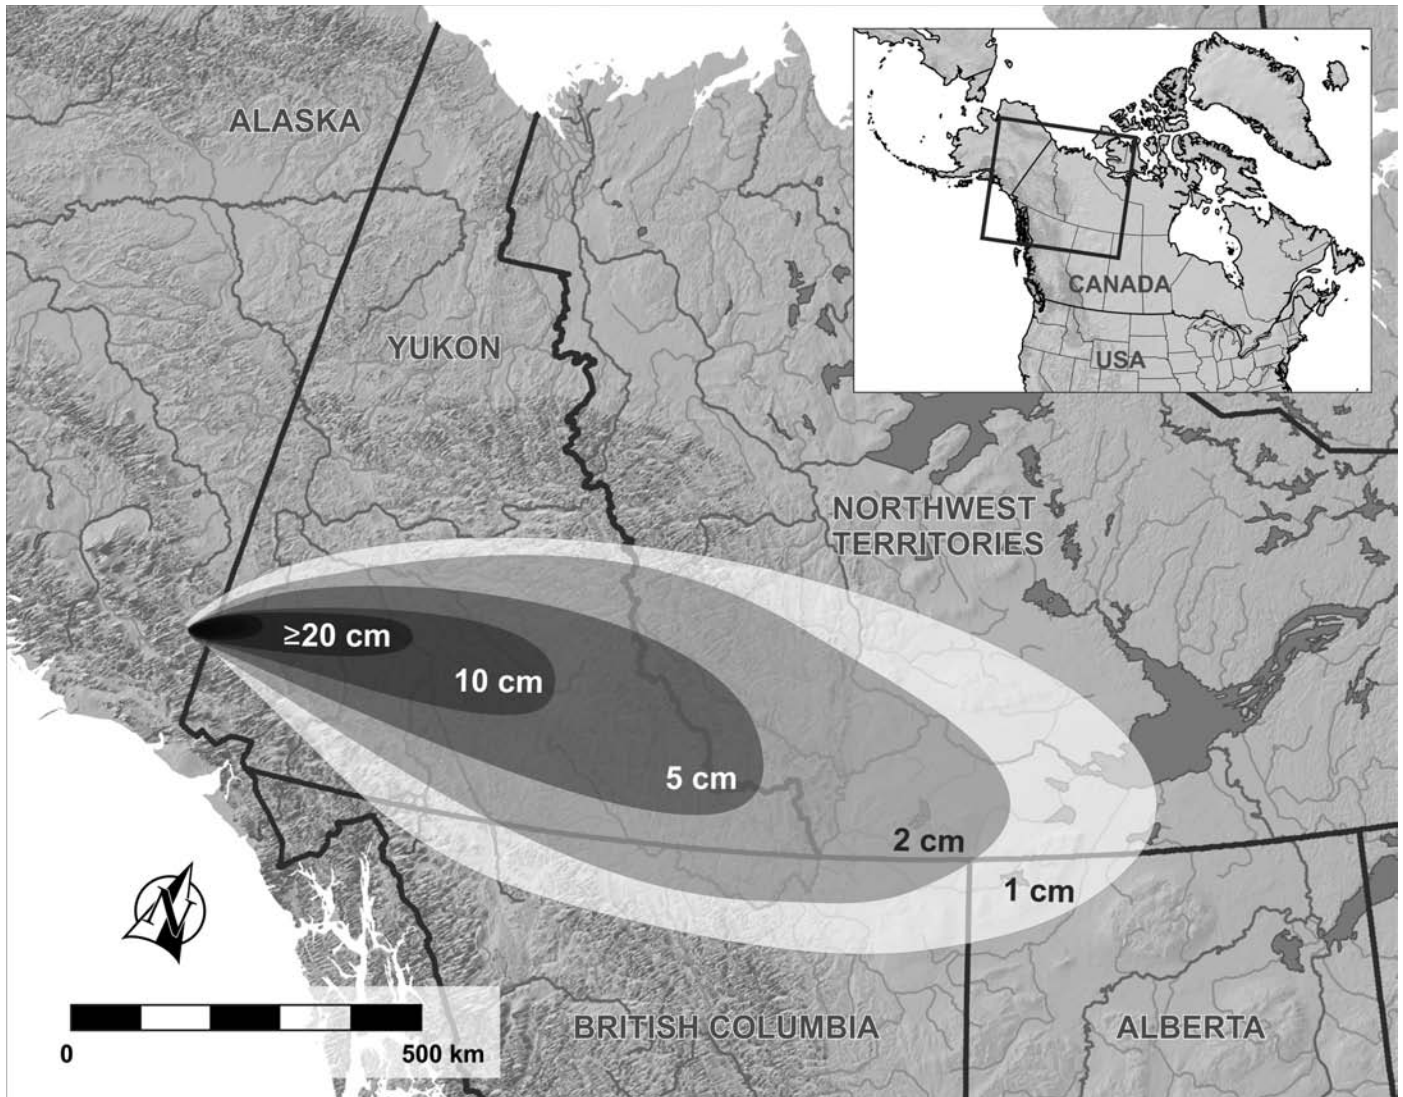 ALASKA
CANADA
USA
YUKON
NORTHWEST
TERRITORIES
≥20 cm
10 cm
5 cm
2 cm
1 cm
N
0
500 km
BRITISH COLUMBIA
ALBERTA